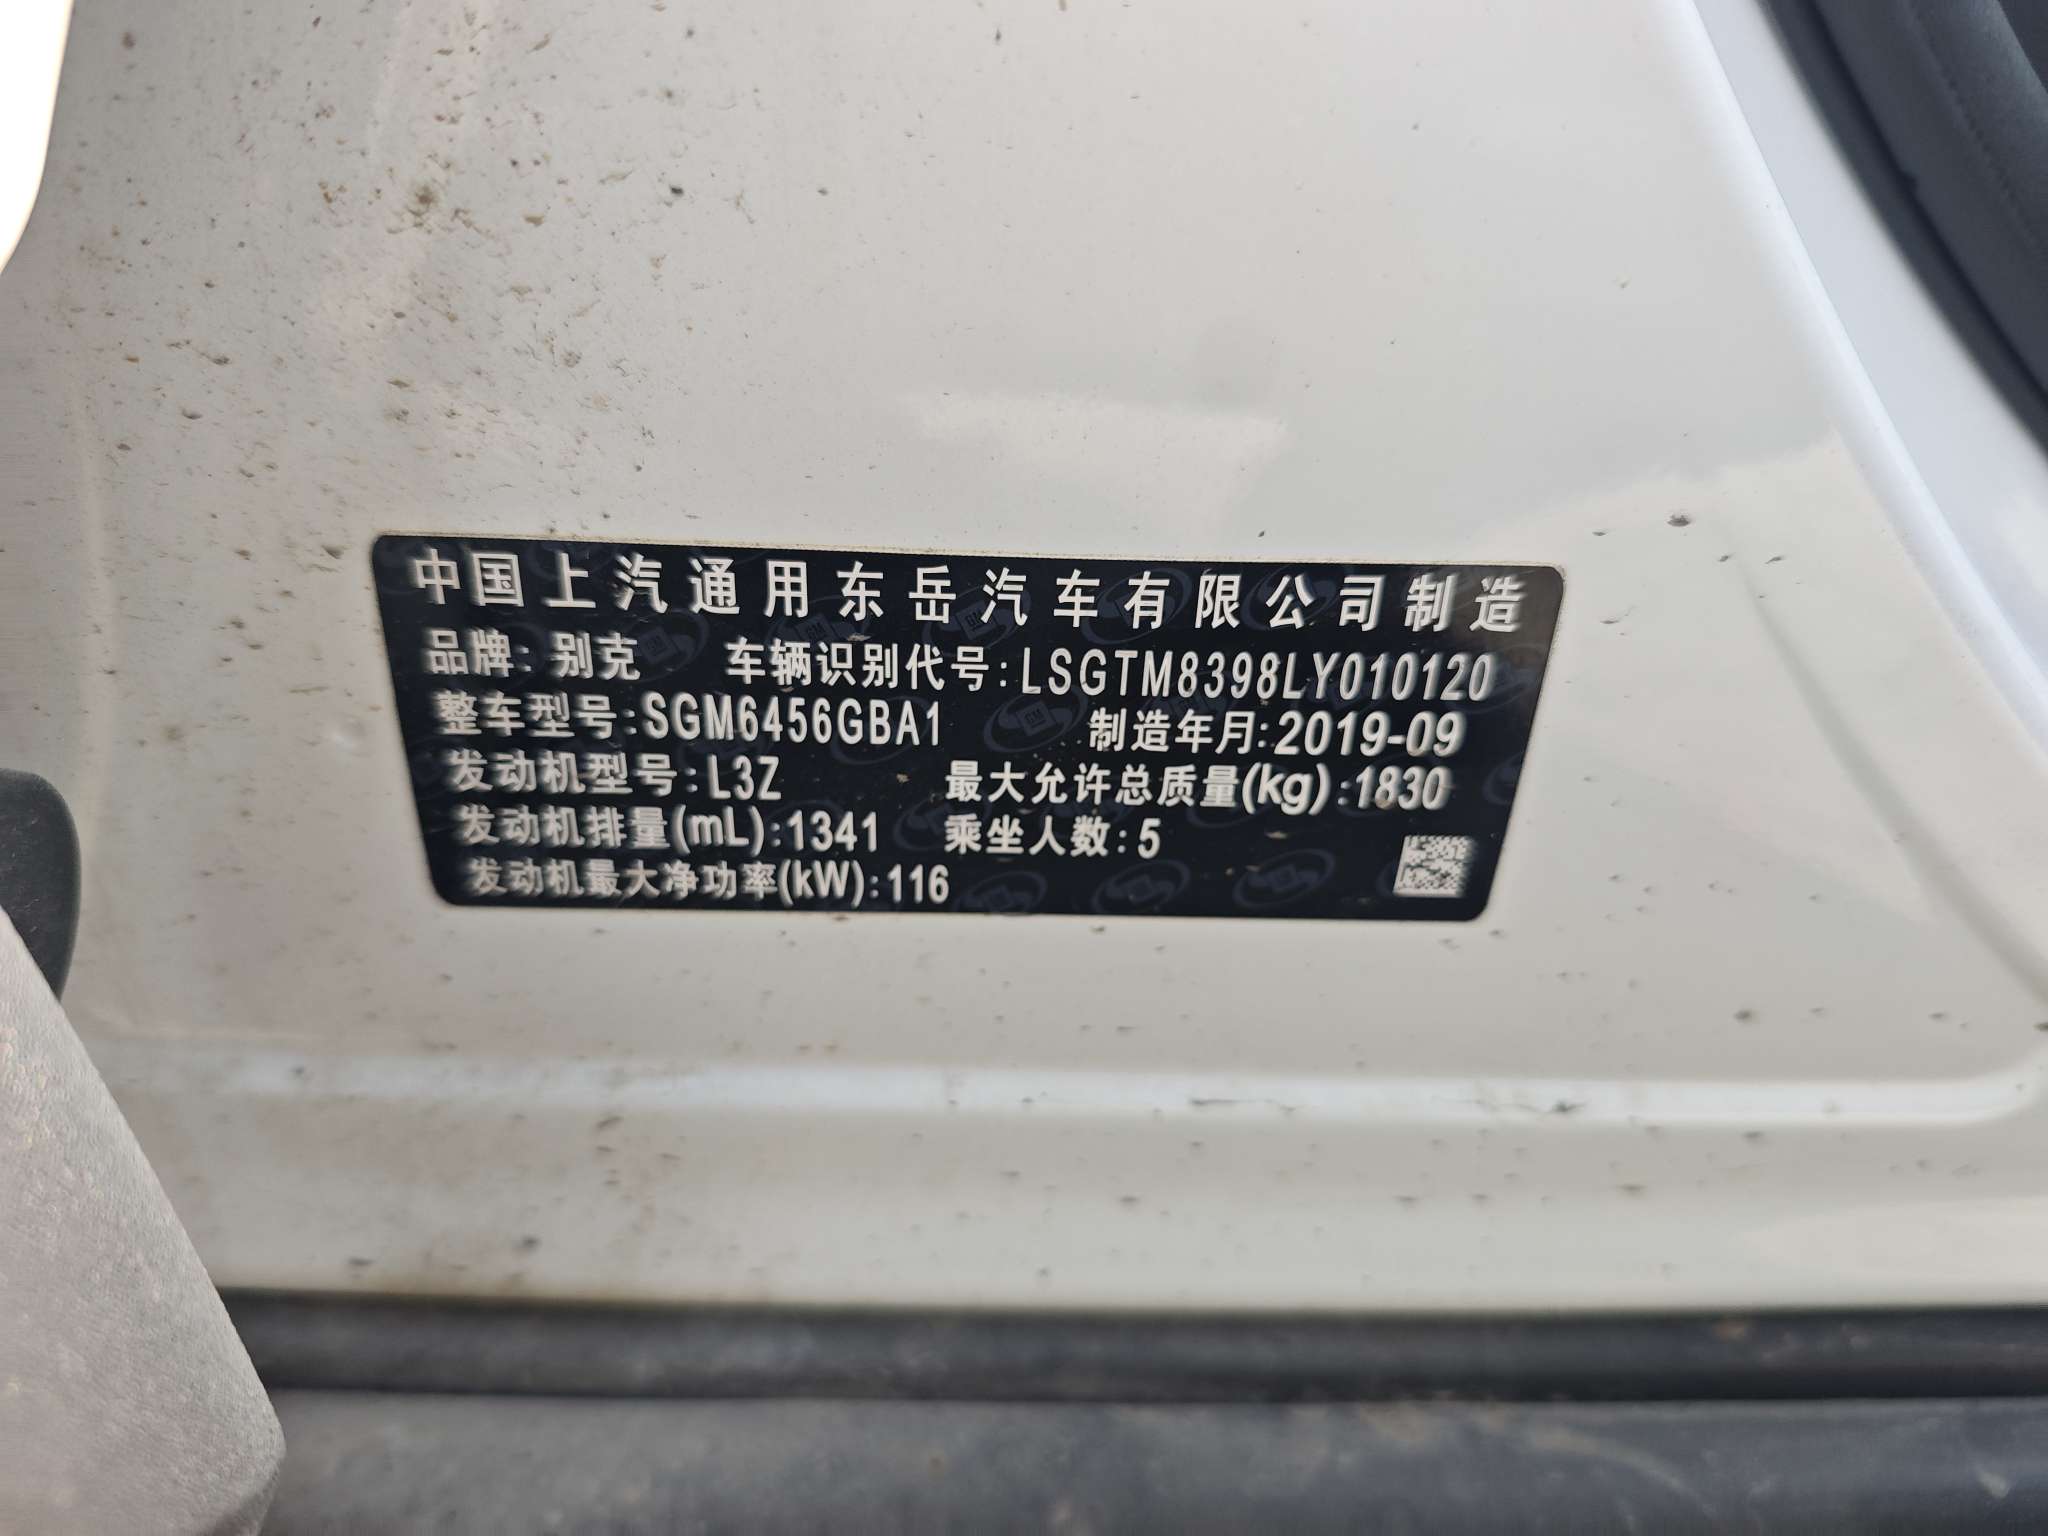 中国上汽通用东岳汽车有限公司制造
品牌: 别克 车辆识别代号:LSGTM8398LY010120
整车型号:SGM6456GBA1 制造年月:2019-09
发动机型号:L3Z 最大允许总质量(kg):1830
发动机排量(mL):1341 乘坐人数:5
发动机最大净功率(kW):116